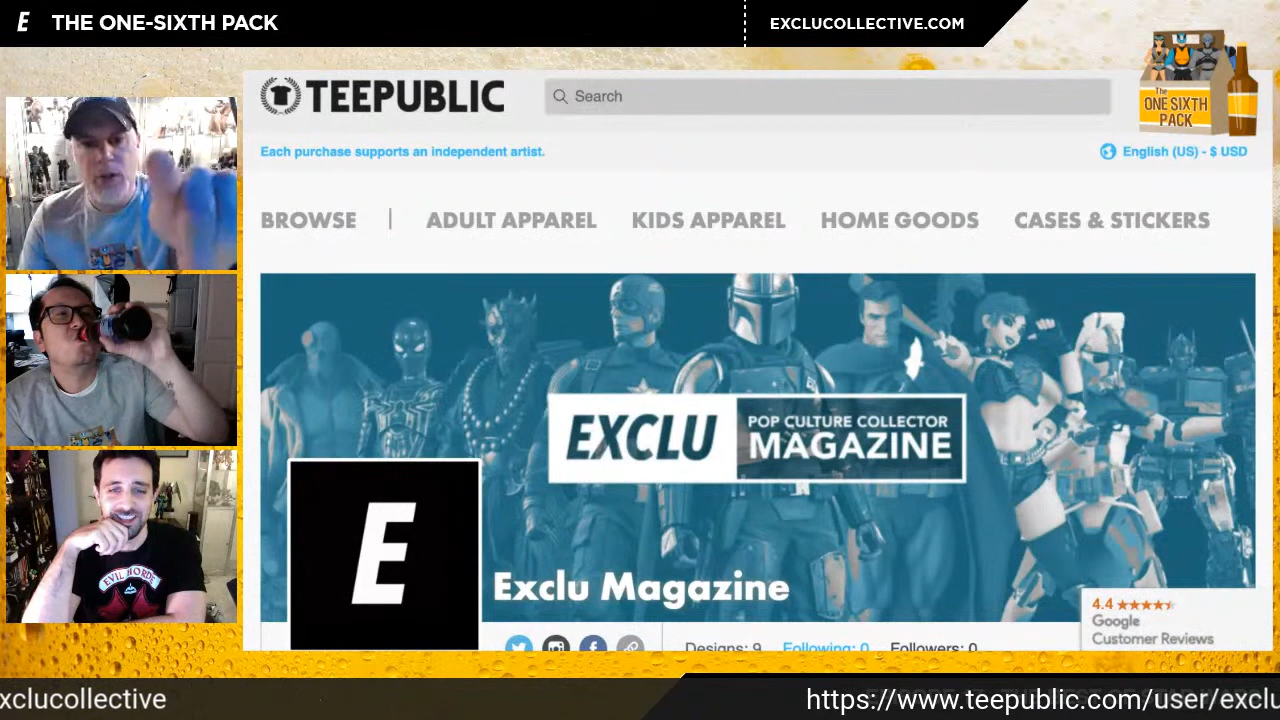 E THE ONE-SIXTH PACK
EXCLUCOLLECTIVE.COM
The
ONE SIXTH
PACK
TEEPUBLIC
Search
Each purchase supports an independent artist.
English (US) - $ USD
BROWSE | ADULT APPAREL KIDS APPAREL HOME GOODS CASES & STICKERS
EXCLU
POP CULTURE COLLECTOR
MAGAZINE
E
Exclu Magazine
4.4
Google
Customer Reviews
Designs: 9 Following: 0 Followers: 0
EVIL HORDE
xclucollective
https://www.teepublic.com/user/exclu